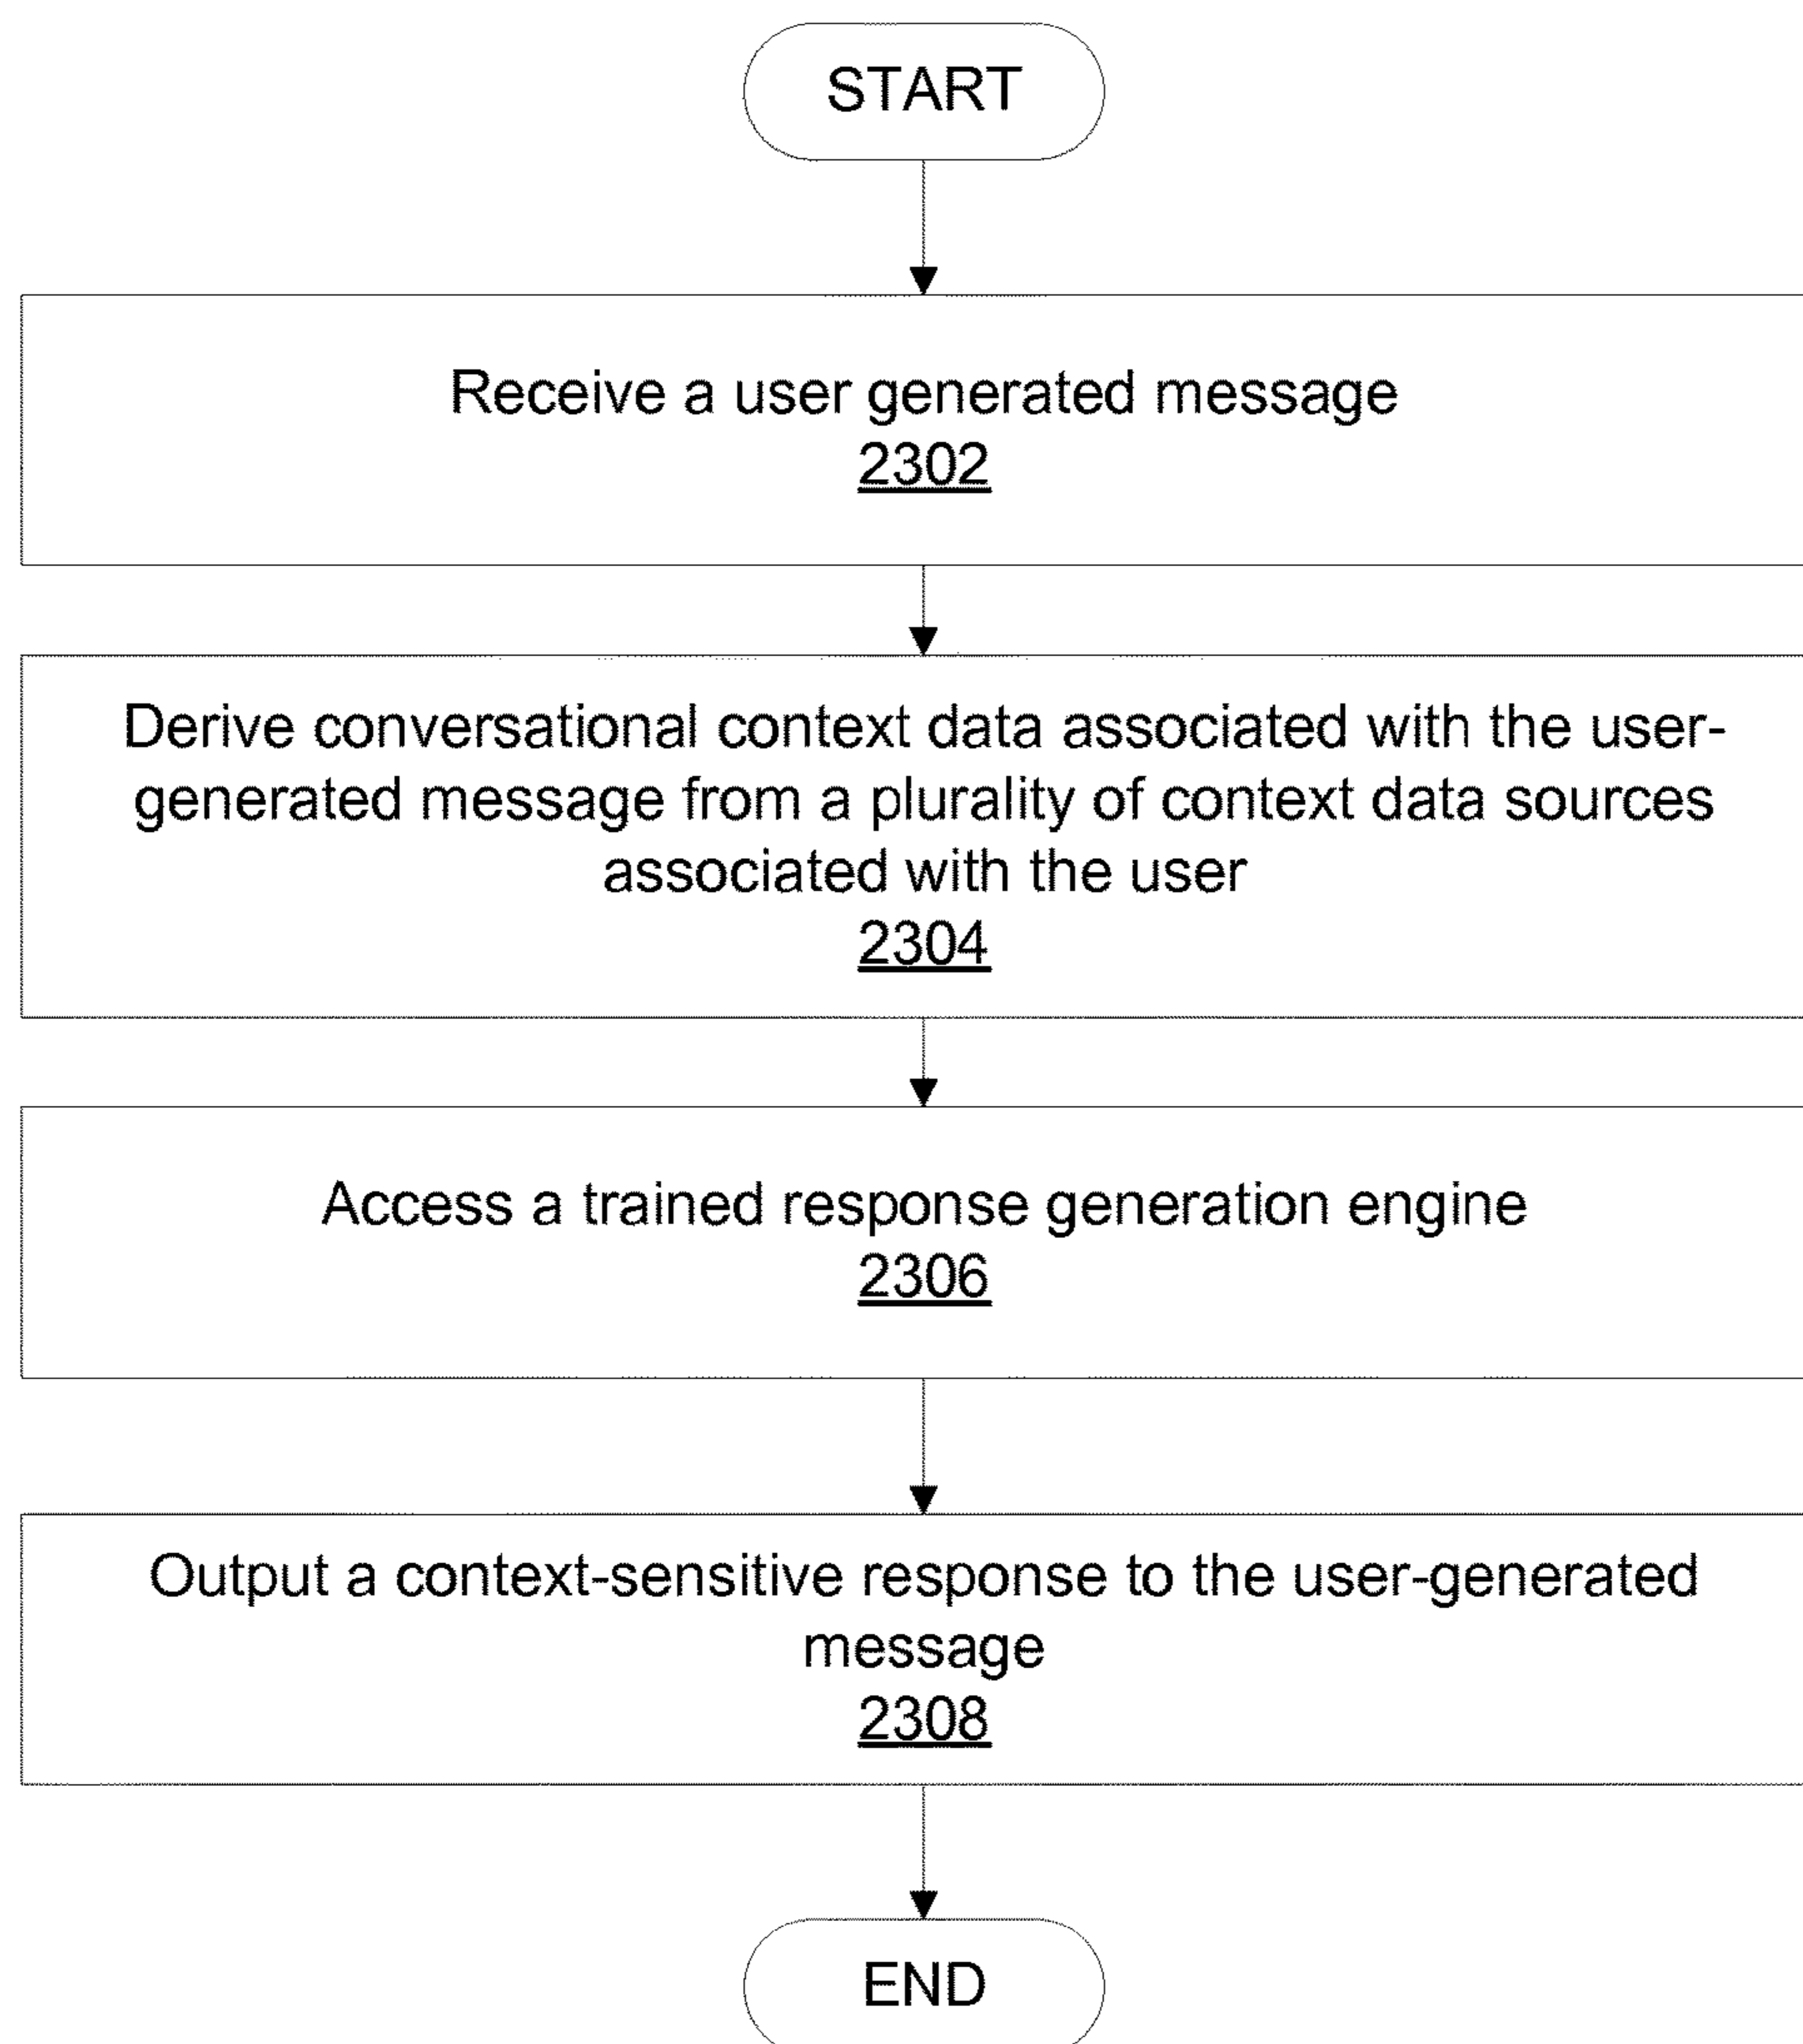 START
Receive a user generated message
2302
Derive conversational context data associated with the user-
generated message from a plurality of context data sources
associated with the user
2304
Access a trained response generation engine
2306
Output a context-sensitive response to the user-generated
message
2308
END